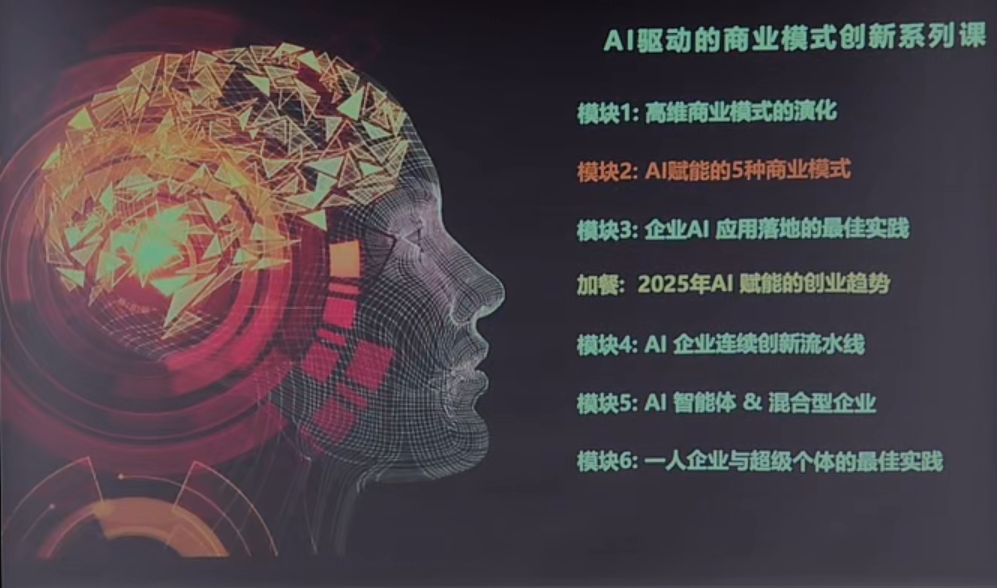 AI驱动的商业模式创新系列课
模块1: 高维商业模式的演化
模块2: AI赋能的5种商业模式
模块3: 企业AI 应用落地的最佳实践
加餐: 2025年AI 赋能的创业趋势
模块4: AI 企业连续创新流水线
模块5: AI 智能体 & 混合型企业
模块6: 一人企业与超级个体的最佳实践